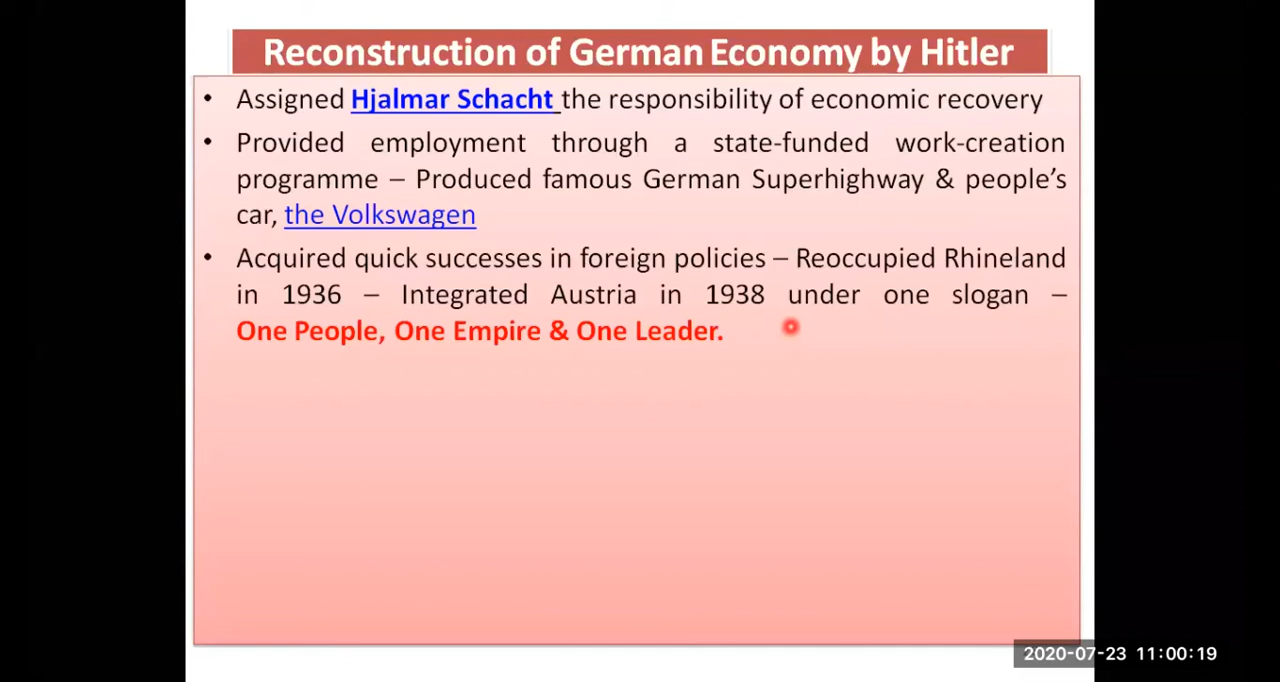 Reconstruction of German Economy by Hitler
• Assigned Hjalmar Schacht the responsibility of economic recovery
• Provided employment through a state-funded work-creation
programme – Produced famous German Superhighway & people's
car, the Volkswagen
• Acquired quick successes in foreign policies – Reoccupied Rhineland
in 1936 – Integrated Austria in 1938 under one slogan –
One People, One Empire & One Leader.
2020-07-23 11:00:19